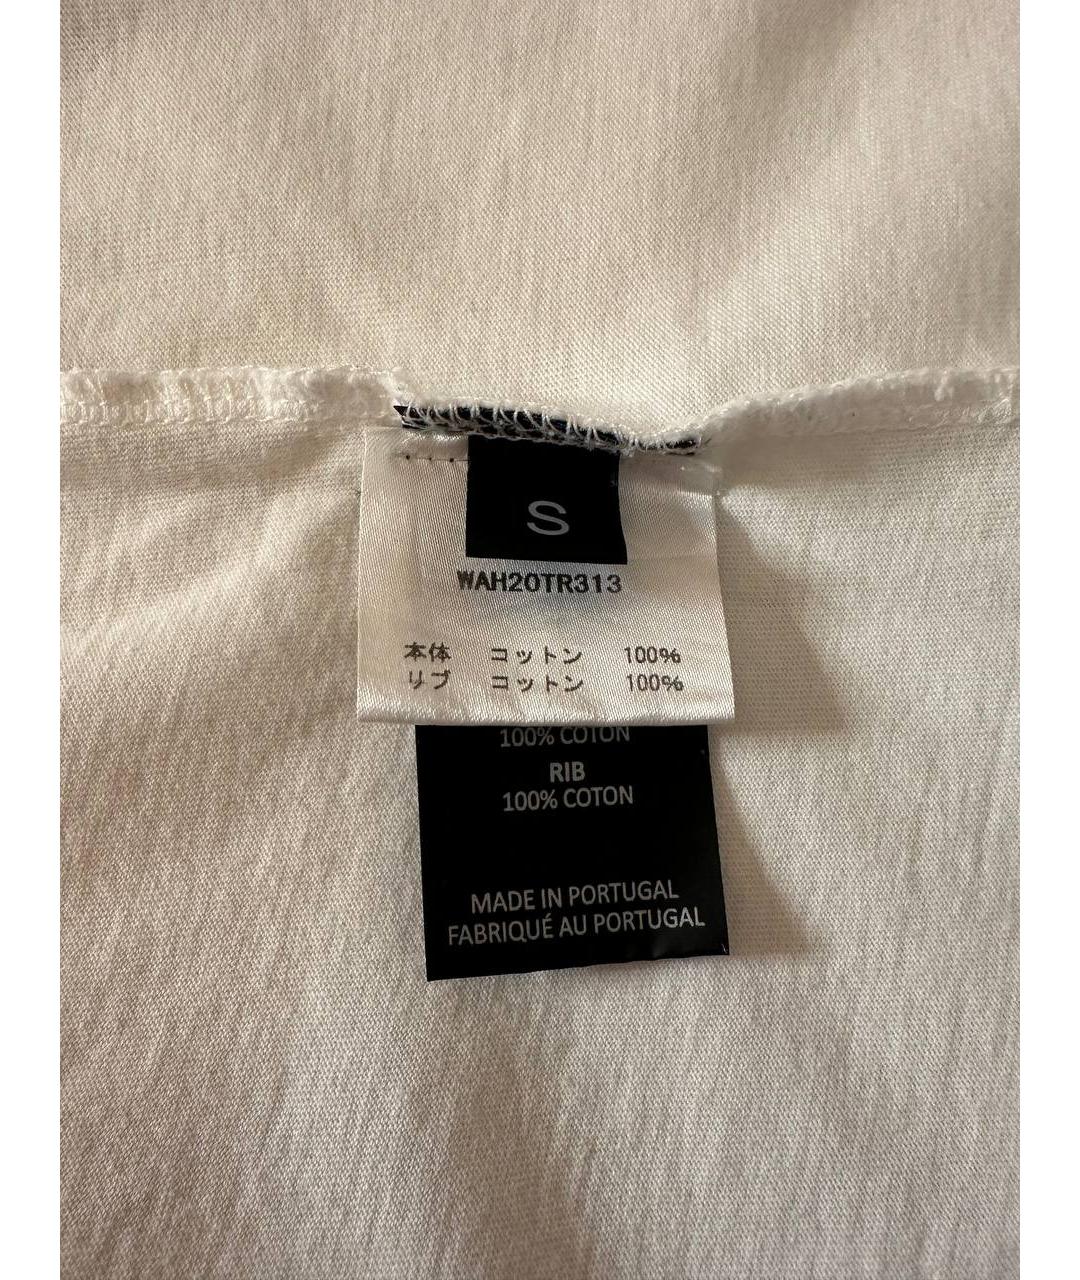 S
WAH20TR313
本体 コットン 100%
リブ コットン 100%
100% COTON
RIB
100% COTON
MADE IN PORTUGAL
FABRIQUÉ AU PORTUGAL